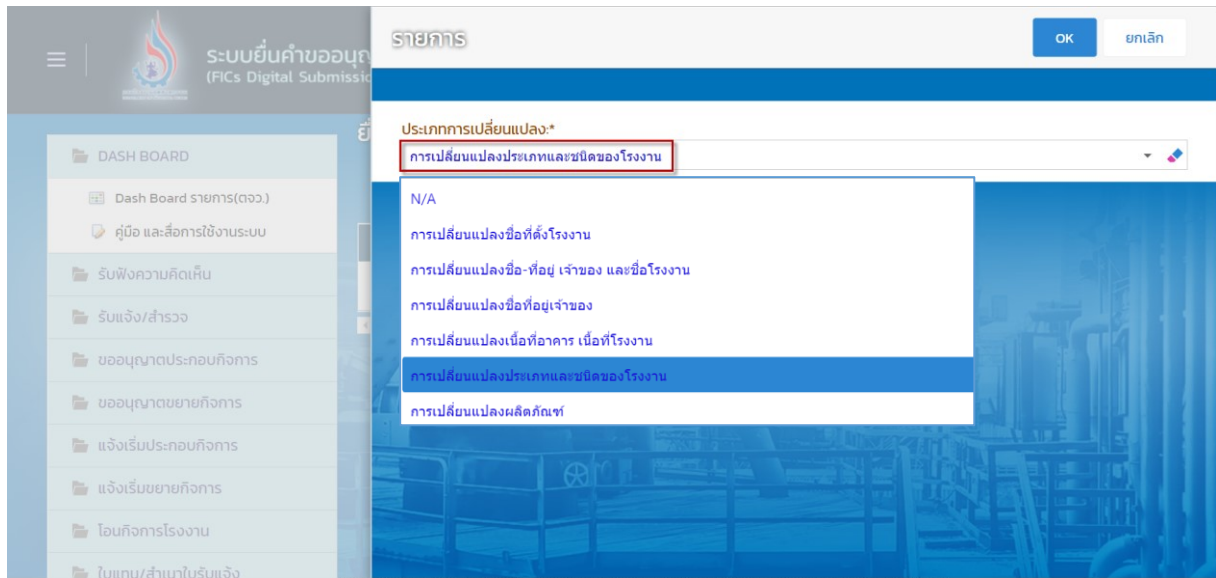 รายการ
OK
ยกเลิก
ระบบยื่นคำขออนุญ
(FICs Digital Submissio
ประเภทการเปลี่ยนแปลง:*
การเปลี่ยนแปลงประเภทและชนิดของโรงงาน
N/A
การเปลี่ยนแปลงชื่อที่ตั้งโรงงาน
การเปลี่ยนแปลงชื่อ-ที่อยู่ เจ้าของ และชื่อโรงงาน
การเปลี่ยนแปลงชื่อที่อยู่เจ้าของ
การเปลี่ยนแปลงเนื้อที่อาคาร เนื้อที่โรงงาน
การเปลี่ยนแปลงประเภทและชนิดของโรงงาน
การเปลี่ยนแปลงผลิตภัณฑ์
DASH BOARD
Dash Board รายการ(ตจว.)
คู่มือ และสื่อการใช้งานระบบ
รับฟังความคิดเห็น
รับแจ้ง/สำรวจ
ขออนุญาตประกอบกิจการ
ขออนุญาตขยายกิจการ
แจ้งเริ่มประกอบกิจการ
แจ้งเริ่มขยายกิจการ
โอนกิจการโรงงาน
ใบแทน/สำเนาใบรับแจ้ง